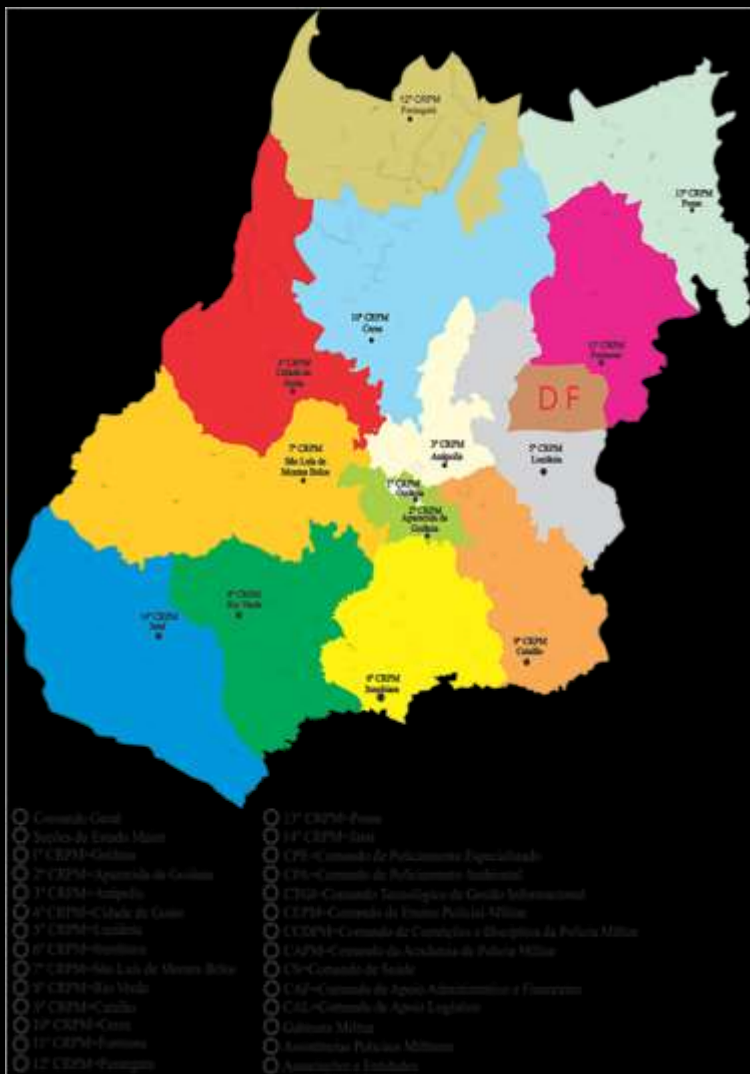 12º CRPM
Porangatu
13º CRPM
Posse
10º CRPM
Ceres
11º CRPM
Formosa
4º CRPM
Cidade de
Goiás
D F
7º CRPM
São Luís de
Montes Belos
3º CRPM
Anápolis
5º CRPM
Luziânia
1º CRPM
Goiânia
2º CRPM
Aparecida de
Goiânia
8º CRPM
Rio Verde
14º CRPM
Jataí
9º CRPM
Catalão
6º CRPM
Itumbiara
Comando Geral
Seções do Estado Maior
1º CRPM=Goiânia
2º CRPM=Aparecida de Goiânia
3º CRPM=Anápolis
4º CRPM=Cidade de Goiás
5º CRPM=Luziânia
6º CRPM=Itumbiara
7º CRPM=São Luís de Montes Belos
8º CRPM=Rio Verde
9º CRPM=Catalão
10º CRPM=Ceres
11º CRPM=Formosa
12º CRPM=Porangatu
13º CRPM=Posse
14º CRPM=Jataí
CPE=Comando de Policiamento Especializado
CPA=Comando de Policiamento Ambiental
CTGI=Comando Tecnológico de Gestão Informacional
CEPM=Comando de Ensino Policial Militar
CCDPM=Comando de Correições e Disciplina da Polícia Militar
CAPM=Comando da Academia de Polícia Militar
CS=Comando de Saúde
CAF=Comando de Apoio Administrativo e Financeiro
CAL=Comando de Apoio Logístico
Gabinete Militar
Assistências Policiais Militares
Associações e Entidades